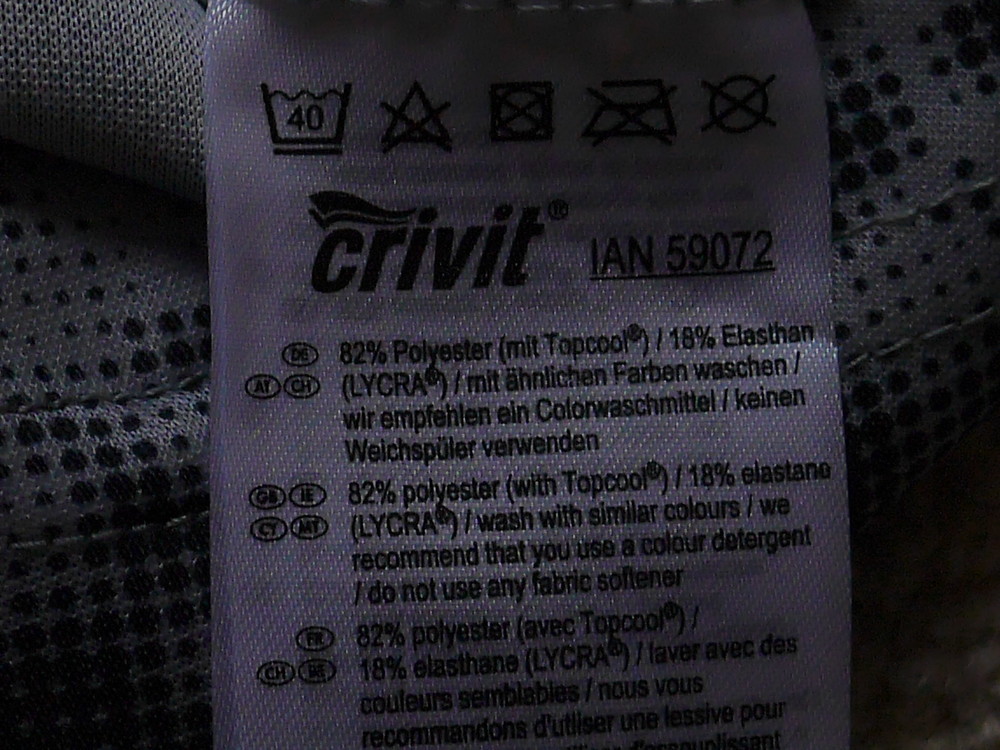 40
crivit®
IAN 59072
DE 82% Polyester (mit Topcool®) / 18% Elasthan
AT CH (LYCRA®) / mit ähnlichen Farben waschen /
wir empfehlen ein Colorwaschmittel / keinen
Weichspüler verwenden
GB IE 82% polyester (with Topcool®) / 18% elastane
CY MT (LYCRA®) / wash with similar colours / we
recommend that you use a colour detergent
/ do not use any fabric softener
FR 82% polyester (avec Topcool®) /
CH BE 18% elasthane (LYCRA®) / laver avec des
couleurs semblables / nous vous
recommandons d'utiliser une lessive pour
d'assouplissant